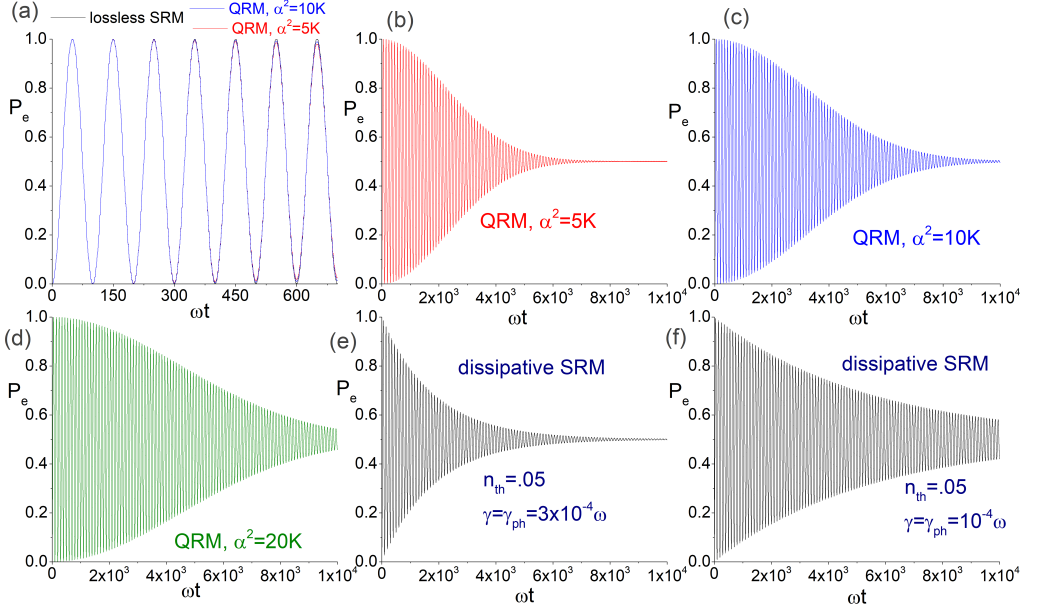 (a)
lossless SRM
QRM, α²=10K
QRM, α²=5K
1.0
0.8
0.6
0.4
0.2
0.0
Pₑ
0 150 300 450 600
ωt
(b)
1.0
0.8
0.6
0.4
0.2
0.0
Pₑ
QRM, α²=5K
0 2x10³ 4x10³ 6x10³ 8x10³ 1x10⁴
ωt
(c)
1.0
0.8
0.6
0.4
0.2
0.0
Pₑ
QRM, α²=10K
0 2x10³ 4x10³ 6x10³ 8x10³ 1x10⁴
ωt
(d)
1.0
0.8
0.6
0.4
0.2
0.0
Pₑ
QRM, α²=20K
0 2x10³ 4x10³ 6x10³ 8x10³ 1x10⁴
ωt
(e)
1.0
0.8
0.6
0.4
0.2
0.0
Pₑ
dissipative SRM
n_th=.05
γ=γ_ph=3x10⁻⁴ω
0 2x10³ 4x10³ 6x10³ 8x10³ 1x10⁴
ωt
(f)
1.0
0.8
0.6
0.4
0.2
0.0
Pₑ
dissipative SRM
n_th=.05
γ=γ_ph=10⁻⁴ω
0 2x10³ 4x10³ 6x10³ 8x10³ 1x10⁴
ωt